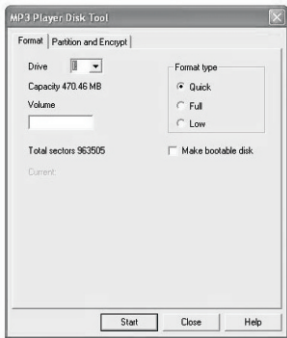 MP3 Player Disk Tool
Format Partition and Encrypt
Drive
Capacity 470.46 MB
Volume
Total sectors 963505
Current:
Format type
Quick
Full
Low
Make bootable disk
Start Close Help